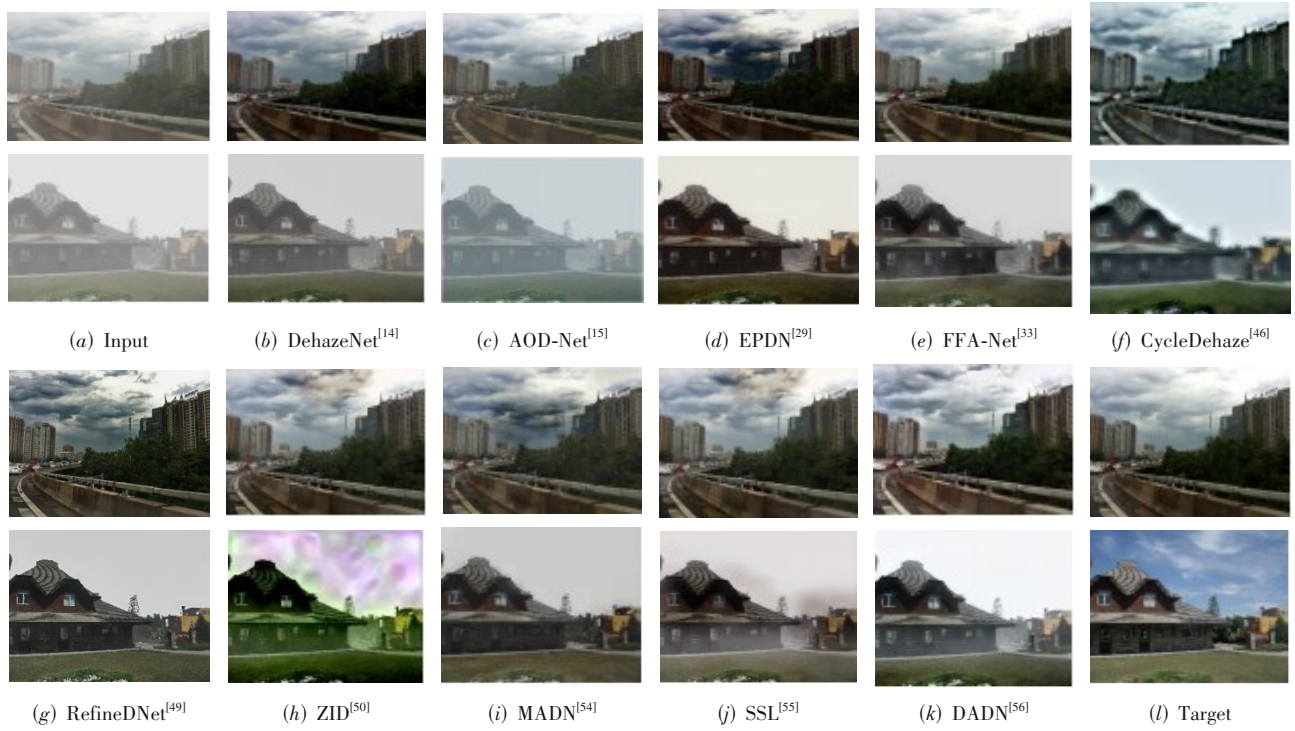 (a) Input (b) DehazeNet[14] (c) AOD-Net[15] (d) EPDN[29] (e) FFA-Net[33] (f) CycleDehaze[46]
(g) RefineDNet[49] (h) ZID[50] (i) MADN[54] (j) SSL[55] (k) DADN[56] (l) Target